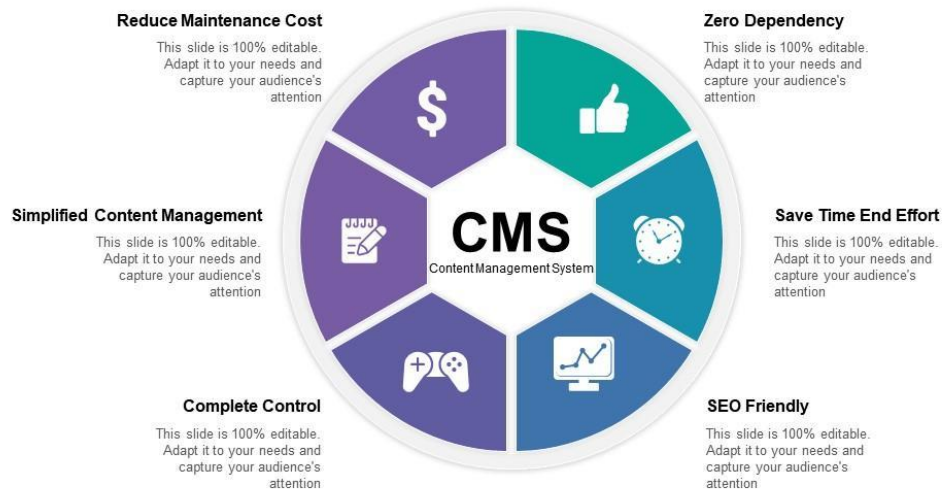 Reduce Maintenance Cost
This slide is 100% editable.
Adapt it to your needs and
capture your audience's
attention
Zero Dependency
This slide is 100% editable.
Adapt it to your needs and
capture your audience's
attention
$
Simplified Content Management
This slide is 100% editable.
Adapt it to your needs and
capture your audience's
attention
CMS
Content Management System
Save Time End Effort
This slide is 100% editable.
Adapt it to your needs and
capture your audience's
attention
Complete Control
This slide is 100% editable.
Adapt it to your needs and
capture your audience's
attention
SEO Friendly
This slide is 100% editable.
Adapt it to your needs and
capture your audience's
attention